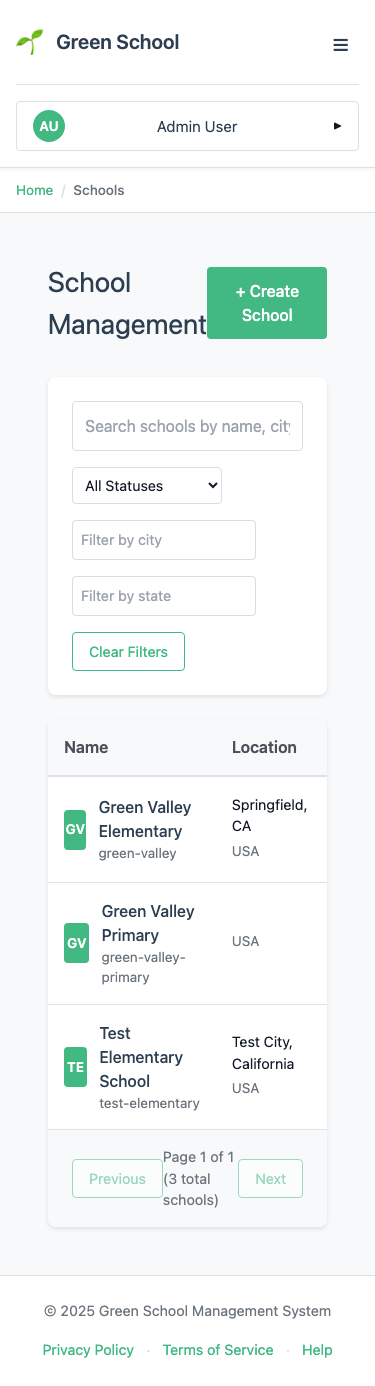 Green School
AU
Admin User
Home / Schools
School
Management
+ Create
School
Search schools by name, cit
All Statuses
Filter by city
Filter by state
Clear Filters
Name
Location
GV
Green Valley
Elementary
green-valley
Springfield,
CA
USA
GV
Green Valley
Primary
green-valley-
primary
USA
TE
Test
Elementary
School
test-elementary
Test City,
California
USA
Previous
Page 1 of 1
(3 total
schools)
Next
© 2025 Green School Management System
Privacy Policy · Terms of Service · Help